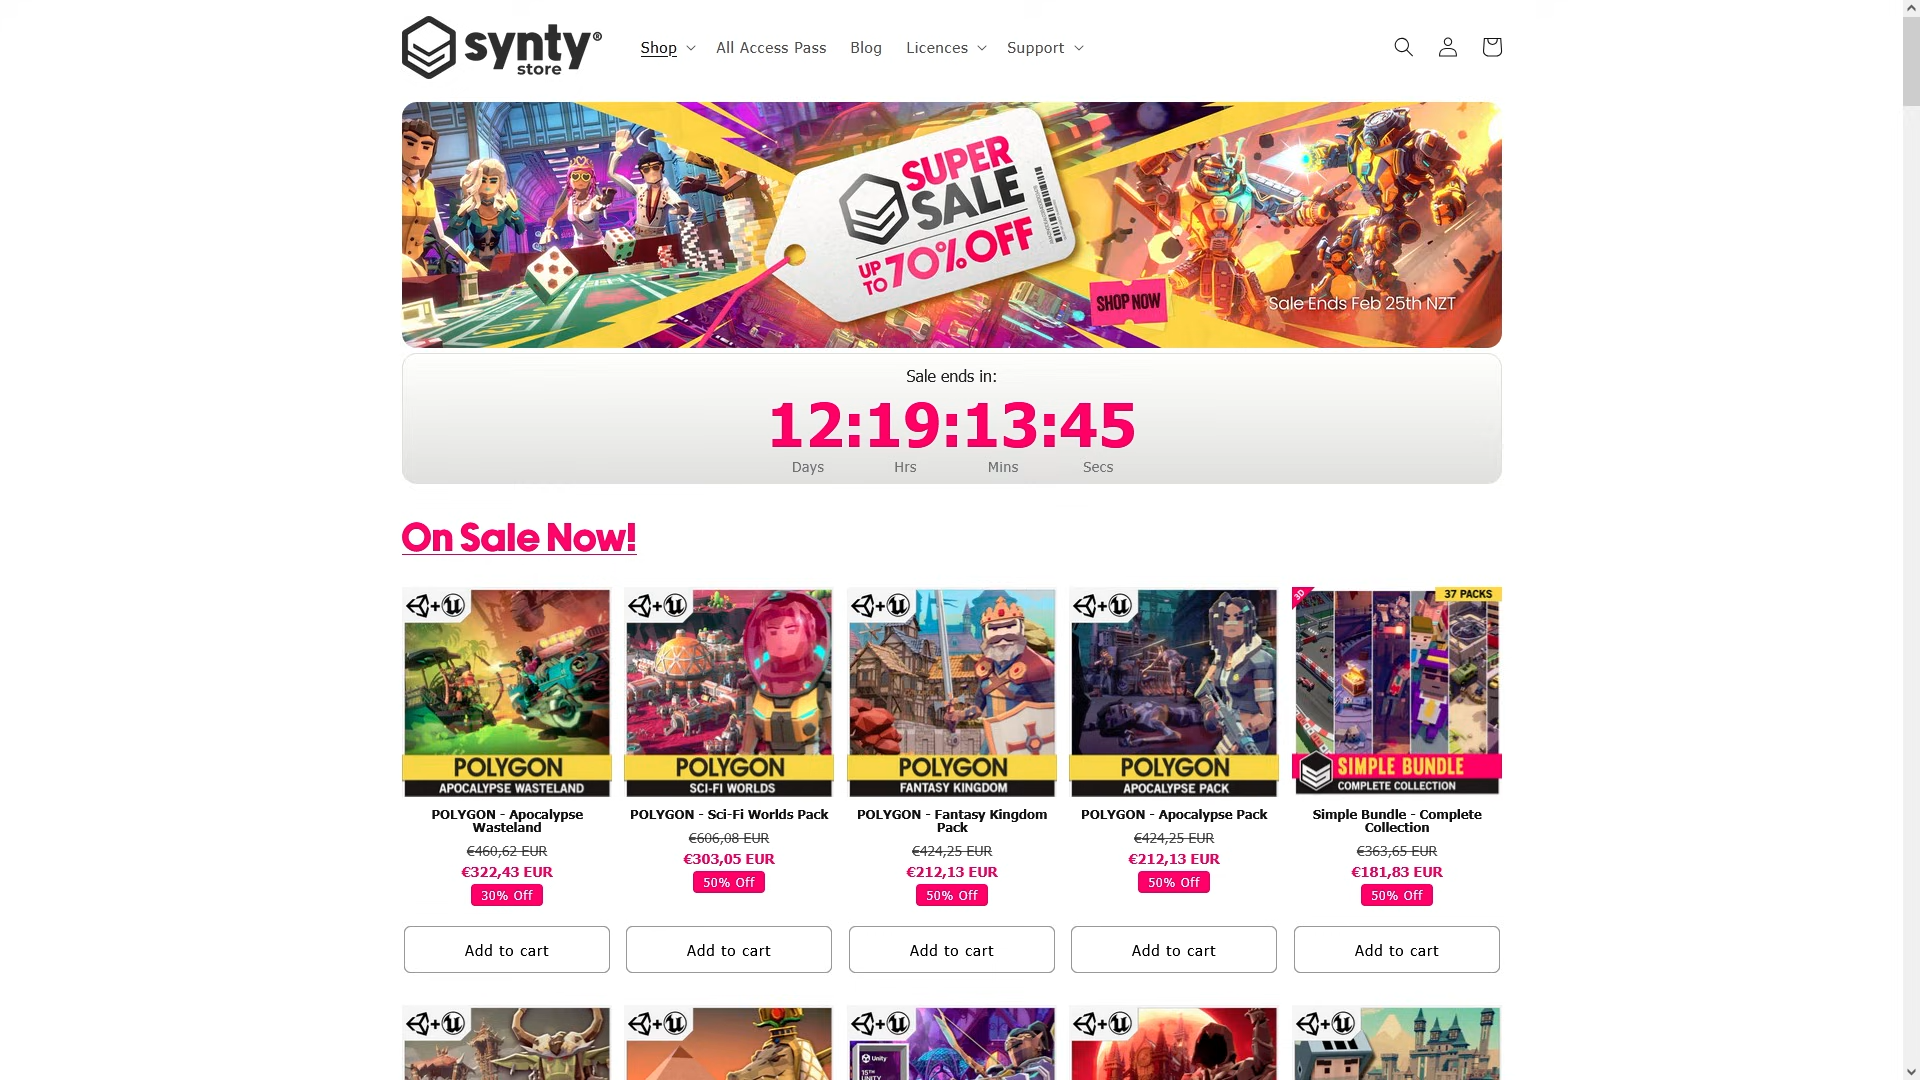 synty®
store
Shop
All Access Pass
Blog
Licences
Support
SUPER
SALE
UP TO 70% OFF
SHOP NOW
Sale Ends Feb 25th NZT
Sale ends in:
12:19:13:45
Days Hrs Mins Secs
On Sale Now!
POLYGON
APOCALYPSE WASTELAND
POLYGON - Apocalypse
Wasteland
€460,62 EUR
€322,43 EUR
30% Off
Add to cart
POLYGON
SCI-FI WORLDS
POLYGON - Sci-Fi Worlds Pack
€606,08 EUR
€303,05 EUR
50% Off
Add to cart
POLYGON
FANTASY KINGDOM
POLYGON - Fantasy Kingdom
Pack
€424,25 EUR
€212,13 EUR
50% Off
Add to cart
POLYGON
APOCALYPSE PACK
POLYGON - Apocalypse Pack
€424,25 EUR
€212,13 EUR
50% Off
Add to cart
3D
37 PACKS
SIMPLE BUNDLE
COMPLETE COLLECTION
Simple Bundle - Complete
Collection
€363,65 EUR
€181,83 EUR
50% Off
Add to cart
Unity
15TH